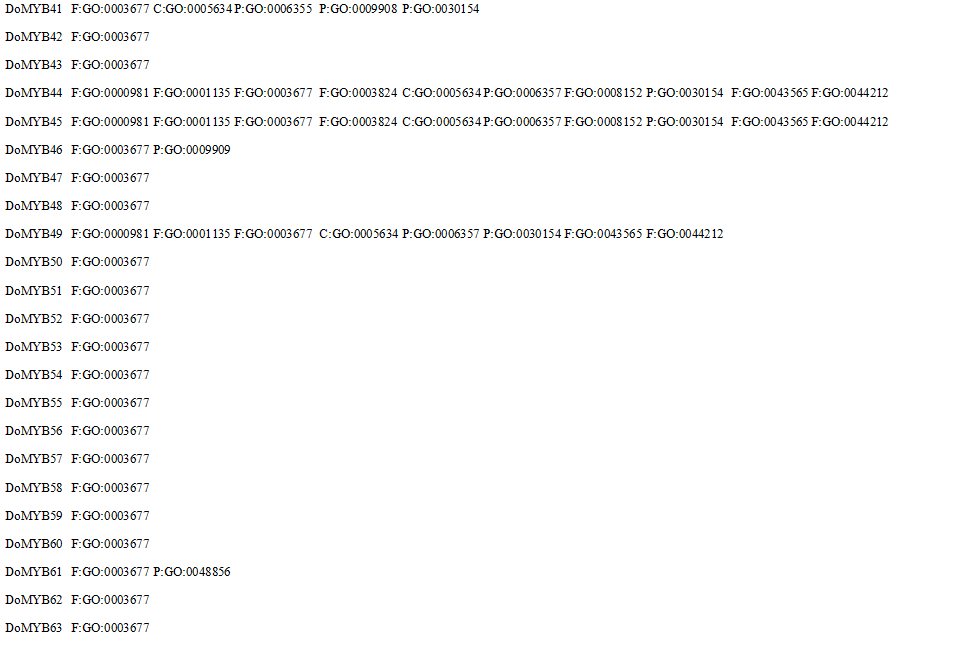 DoMYB41 F:GO:0003677 C:GO:0005634 P:GO:0006355 P:GO:0009908 P:GO:0030154
DoMYB42 F:GO:0003677
DoMYB43 F:GO:0003677
DoMYB44 F:GO:0000981 F:GO:0001135 F:GO:0003677 F:GO:0003824 C:GO:0005634 P:GO:0006357 F:GO:0008152 P:GO:0030154 F:GO:0043565 F:GO:0044212
DoMYB45 F:GO:0000981 F:GO:0001135 F:GO:0003677 F:GO:0003824 C:GO:0005634 P:GO:0006357 F:GO:0008152 P:GO:0030154 F:GO:0043565 F:GO:0044212
DoMYB46 F:GO:0003677 P:GO:0009909
DoMYB47 F:GO:0003677
DoMYB48 F:GO:0003677
DoMYB49 F:GO:0000981 F:GO:0001135 F:GO:0003677 C:GO:0005634 P:GO:0006357 P:GO:0030154 F:GO:0043565 F:GO:0044212
DoMYB50 F:GO:0003677
DoMYB51 F:GO:0003677
DoMYB52 F:GO:0003677
DoMYB53 F:GO:0003677
DoMYB54 F:GO:0003677
DoMYB55 F:GO:0003677
DoMYB56 F:GO:0003677
DoMYB57 F:GO:0003677
DoMYB58 F:GO:0003677
DoMYB59 F:GO:0003677
DoMYB60 F:GO:0003677
DoMYB61 F:GO:0003677 P:GO:0048856
DoMYB62 F:GO:0003677
DoMYB63 F:GO:0003677